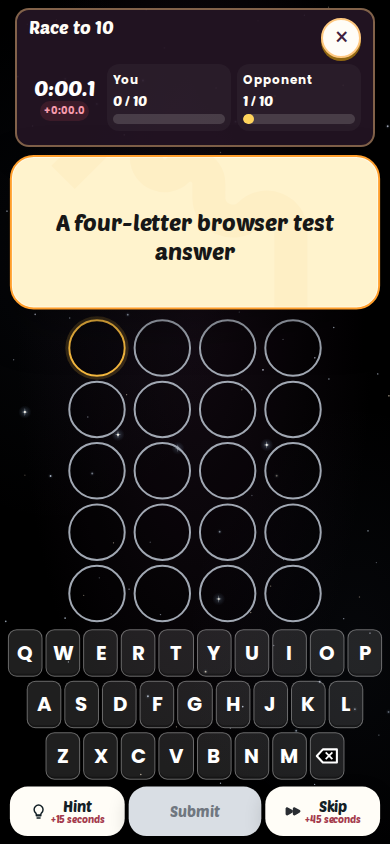 Race to 10
×
0:00.1
+0:00.0
You
0 / 10
Opponent
1 / 10
A four-letter browser test
answer
Q W E R T Y U I O P
A S D F G H J K L
Z X C V B N M
Hint
+15 seconds
Submit
Skip
+45 seconds